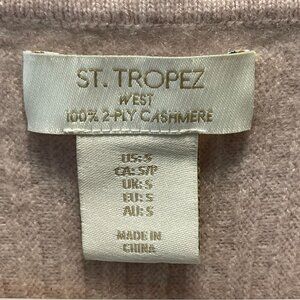 ST. TROPEZ
WEST
100% 2-PLY CASHMERE
US: S
CA: S/P
UK: S
EU: S
AU: S
MADE IN
CHINA